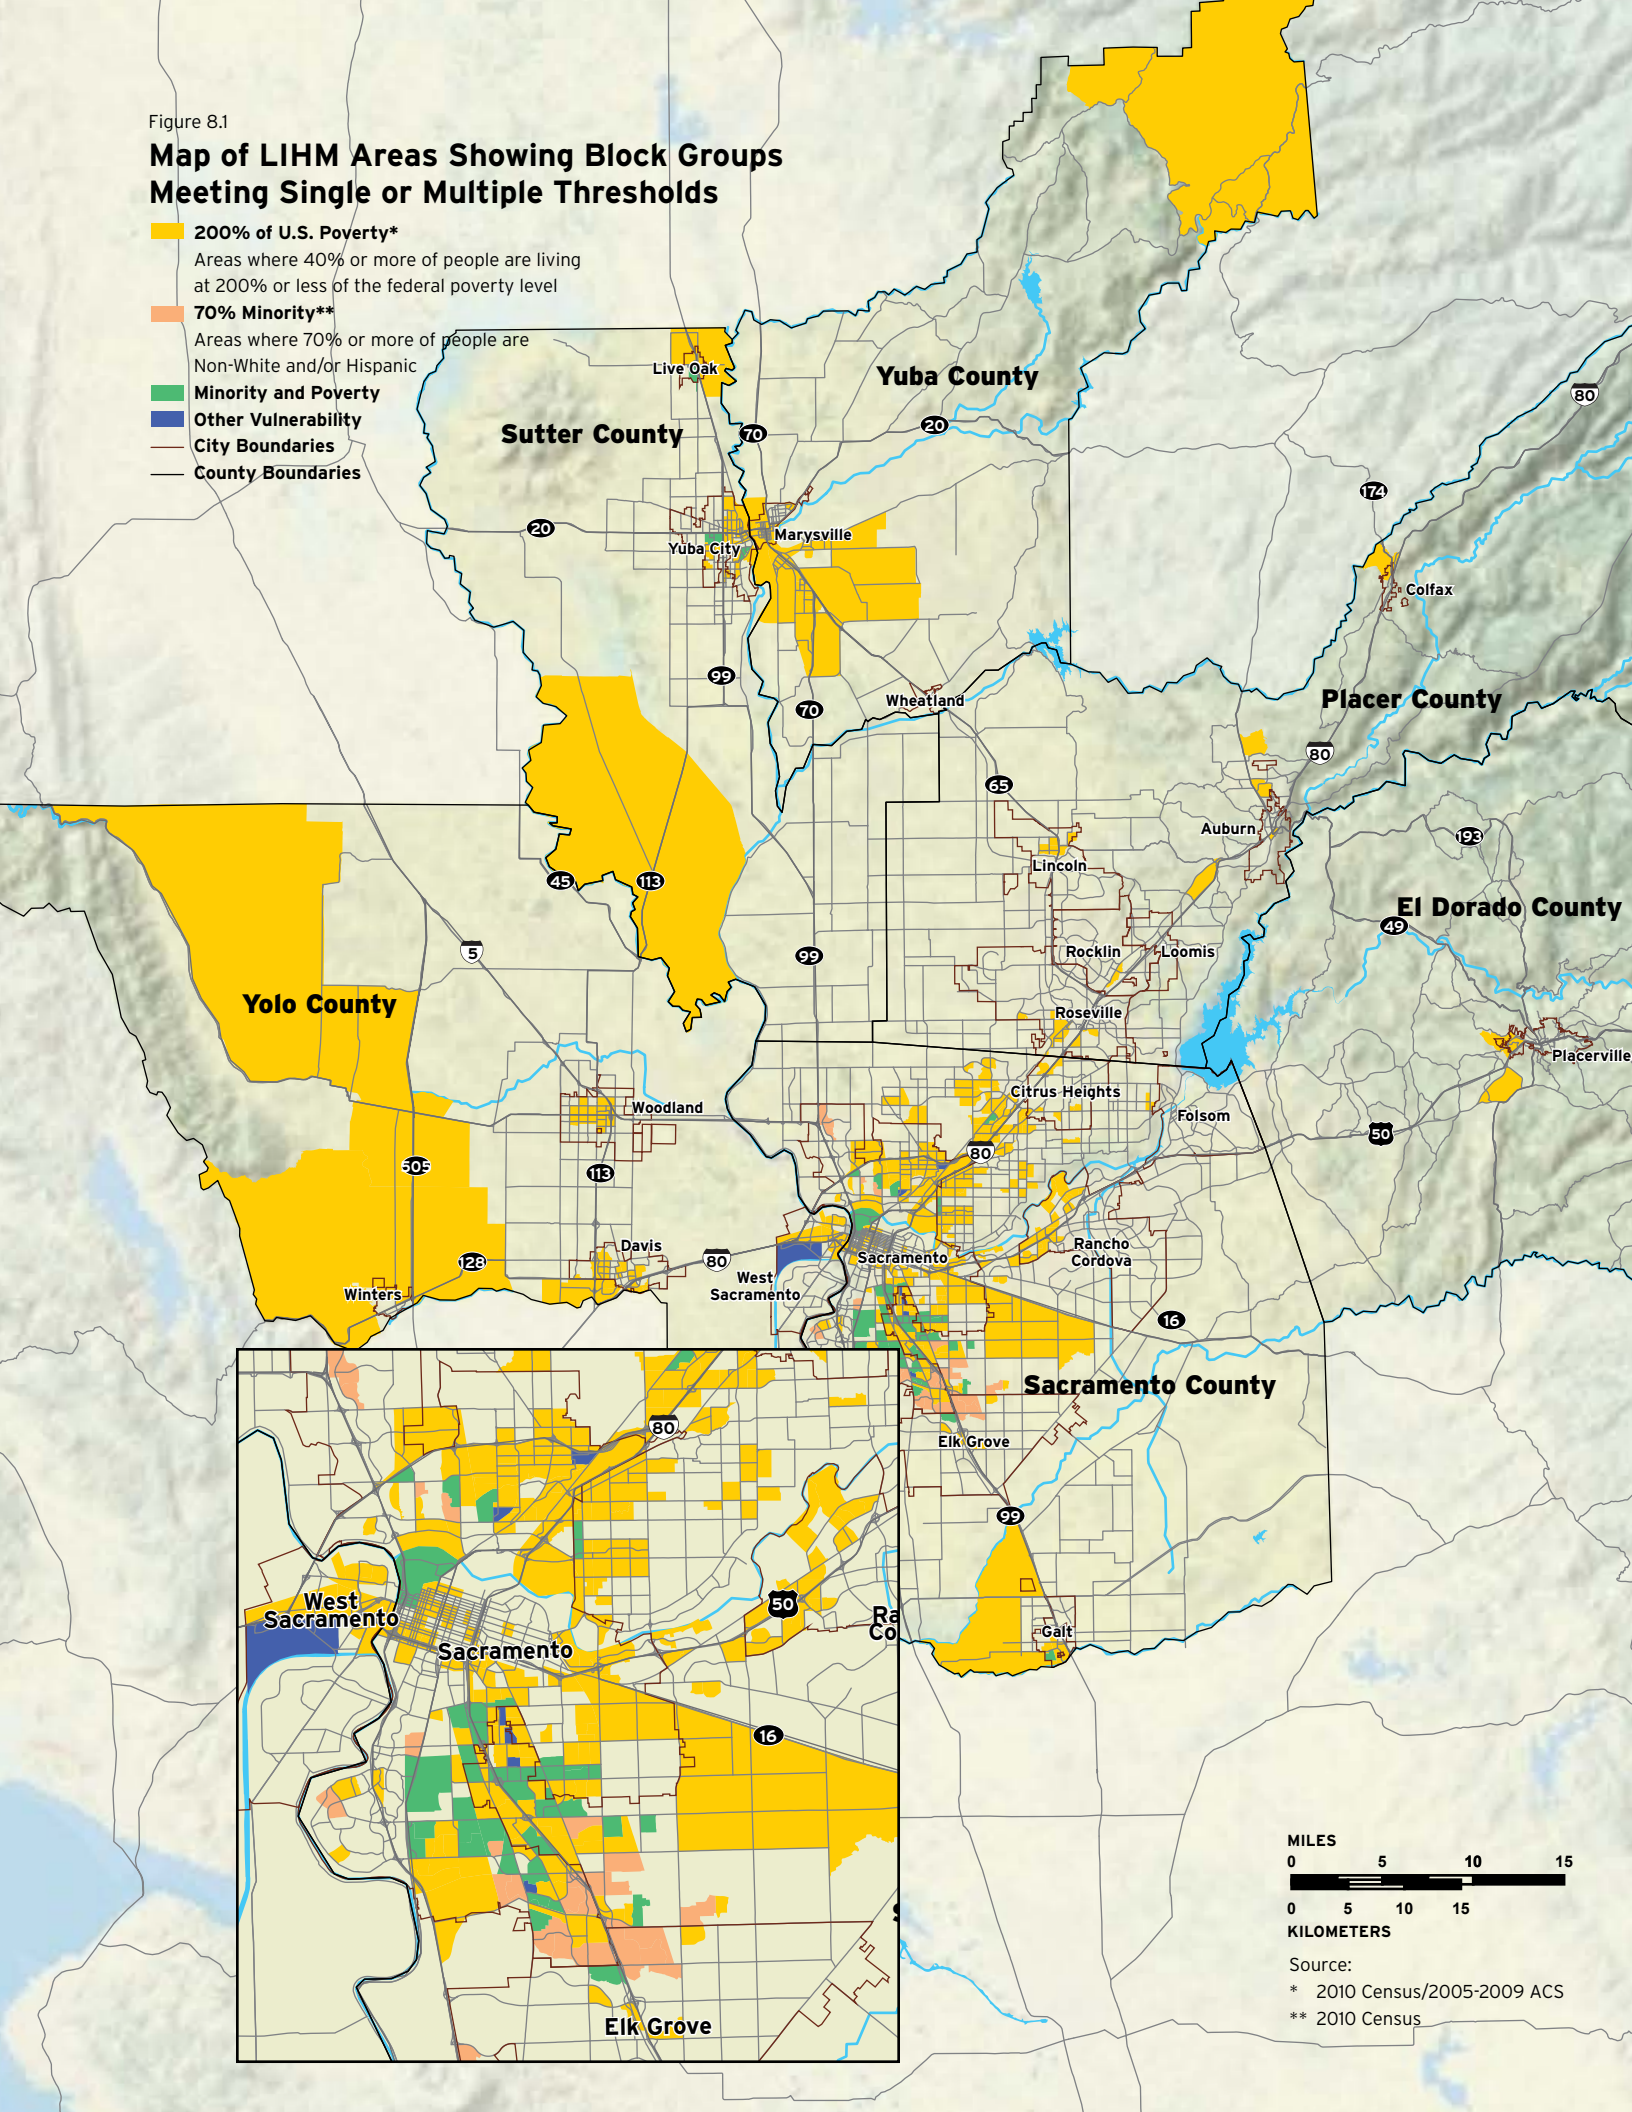 Figure 8.1
Map of LIHM Areas Showing Block Groups
Meeting Single or Multiple Thresholds
200% of U.S. Poverty*
Areas where 40% or more of people are living
at 200% or less of the federal poverty level
70% Minority**
Areas where 70% or more of people are
Non-White and/or Hispanic
Minority and Poverty
Other Vulnerability
City Boundaries
County Boundaries
Live Oak
Yuba County
80
Sutter County
70
20
174
20
Yuba City
Marysville
Colfax
99
70
Wheatland
Placer County
80
65
Auburn
193
Lincoln
45
113
El Dorado County
49
5
99
Rocklin
Loomis
Yolo County
Roseville
Placerville
Citrus Heights
Woodland
Folsom
50
80
505
113
Davis
80
128
Sacramento
Rancho
Cordova
West
Sacramento
Winters
16
Sacramento County
Elk Grove
99
Galt
80
West
Sacramento
50
Ra
Co
Sacramento
16
S
Elk Grove
MILES
0 5 10 15
0 5 10 15
KILOMETERS
Source:
* 2010 Census/2005-2009 ACS
** 2010 Census